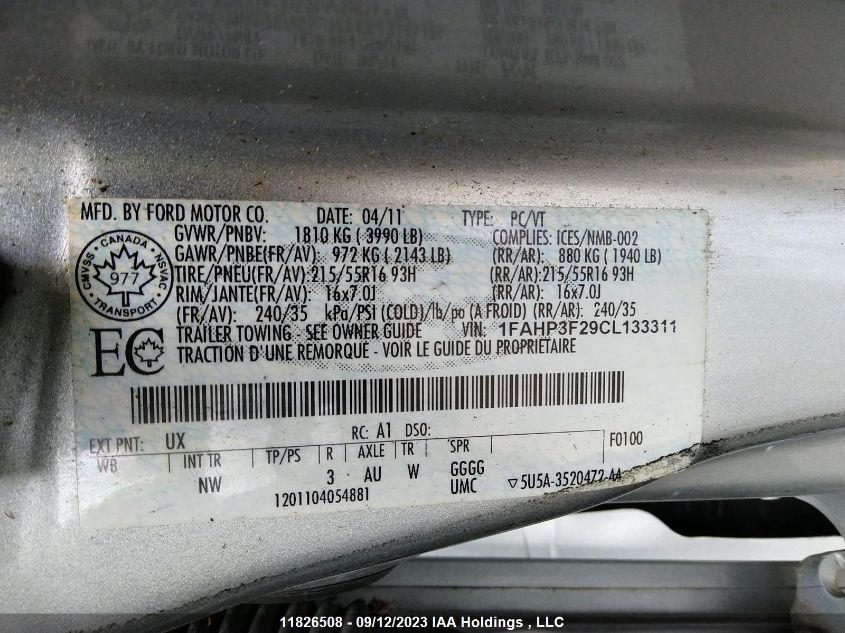 MFD. BY FORD MOTOR CO. DATE: 04/11 TYPE: PC/VT
GVWR/PNBV: 1810 KG ( 3990 LB) COMPLIES: ICES/NMB-002
GAWR/PNBE(FR/AV): 972 KG ( 2143 LB) (RR/AR): 880 KG ( 1940 LB)
TIRE/PNEU(FR/AV): 215/55R16 93H (RR/AR): 215/55R16 93H
RIM/JANTE(FR/AV): 16x7.0J (RR/AR): 16x7.0J
(FR/AV): 240/35 kPa/PSI (COLD)/lb/po (A FROID) (RR/AR): 240/35
TRAILER TOWING - SEE OWNER GUIDE VIN: 1FAHP3F29CL133311
TRACTION D'UNE REMORQUE - VOIR LE GUIDE DU PROPRIETAIRE
CANADA
CMVSS 977 NSVAC
TRANSPORT
EC
EXT PNT: UX RC: A1 DSO:
WB INT TR TP/PS R AXLE TR SPR F0100
NW 3 AU W GGGG
UMC
1201104054881
▽5U5A-3520472-AA
11826508 - 09/12/2023 IAA Holdings , LLC